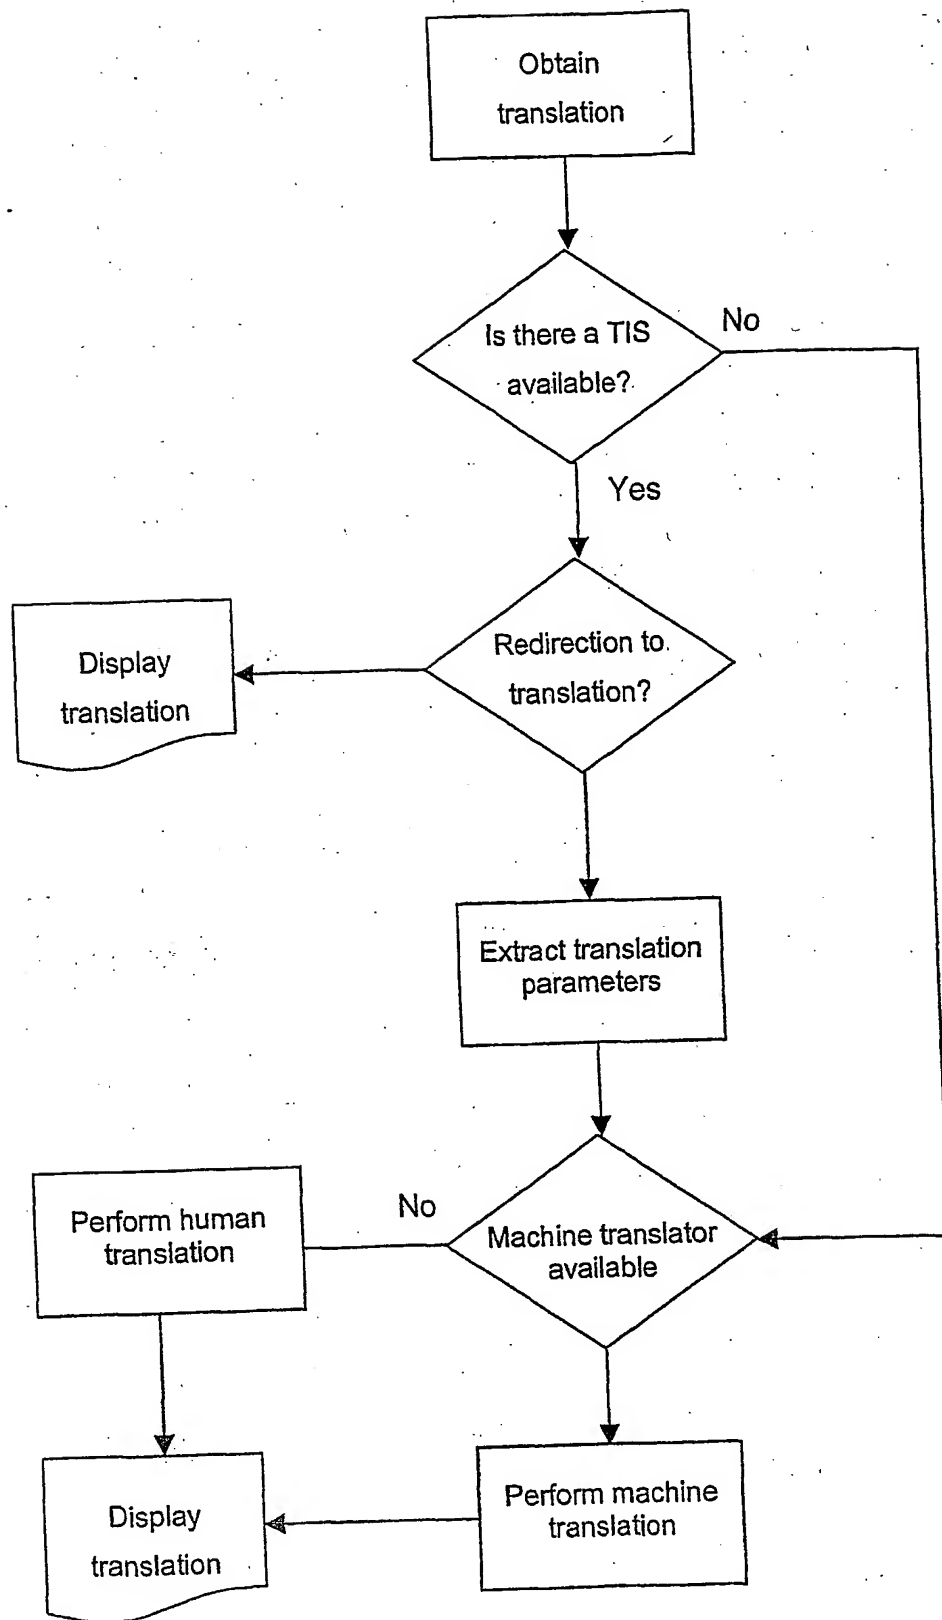 Obtain
translation
Is there a TIS
available?
No
Yes
Redirection to
translation?
Display
translation
Extract translation
parameters
Perform human
translation
No
Machine translator
available
Display
translation
Perform machine
translation